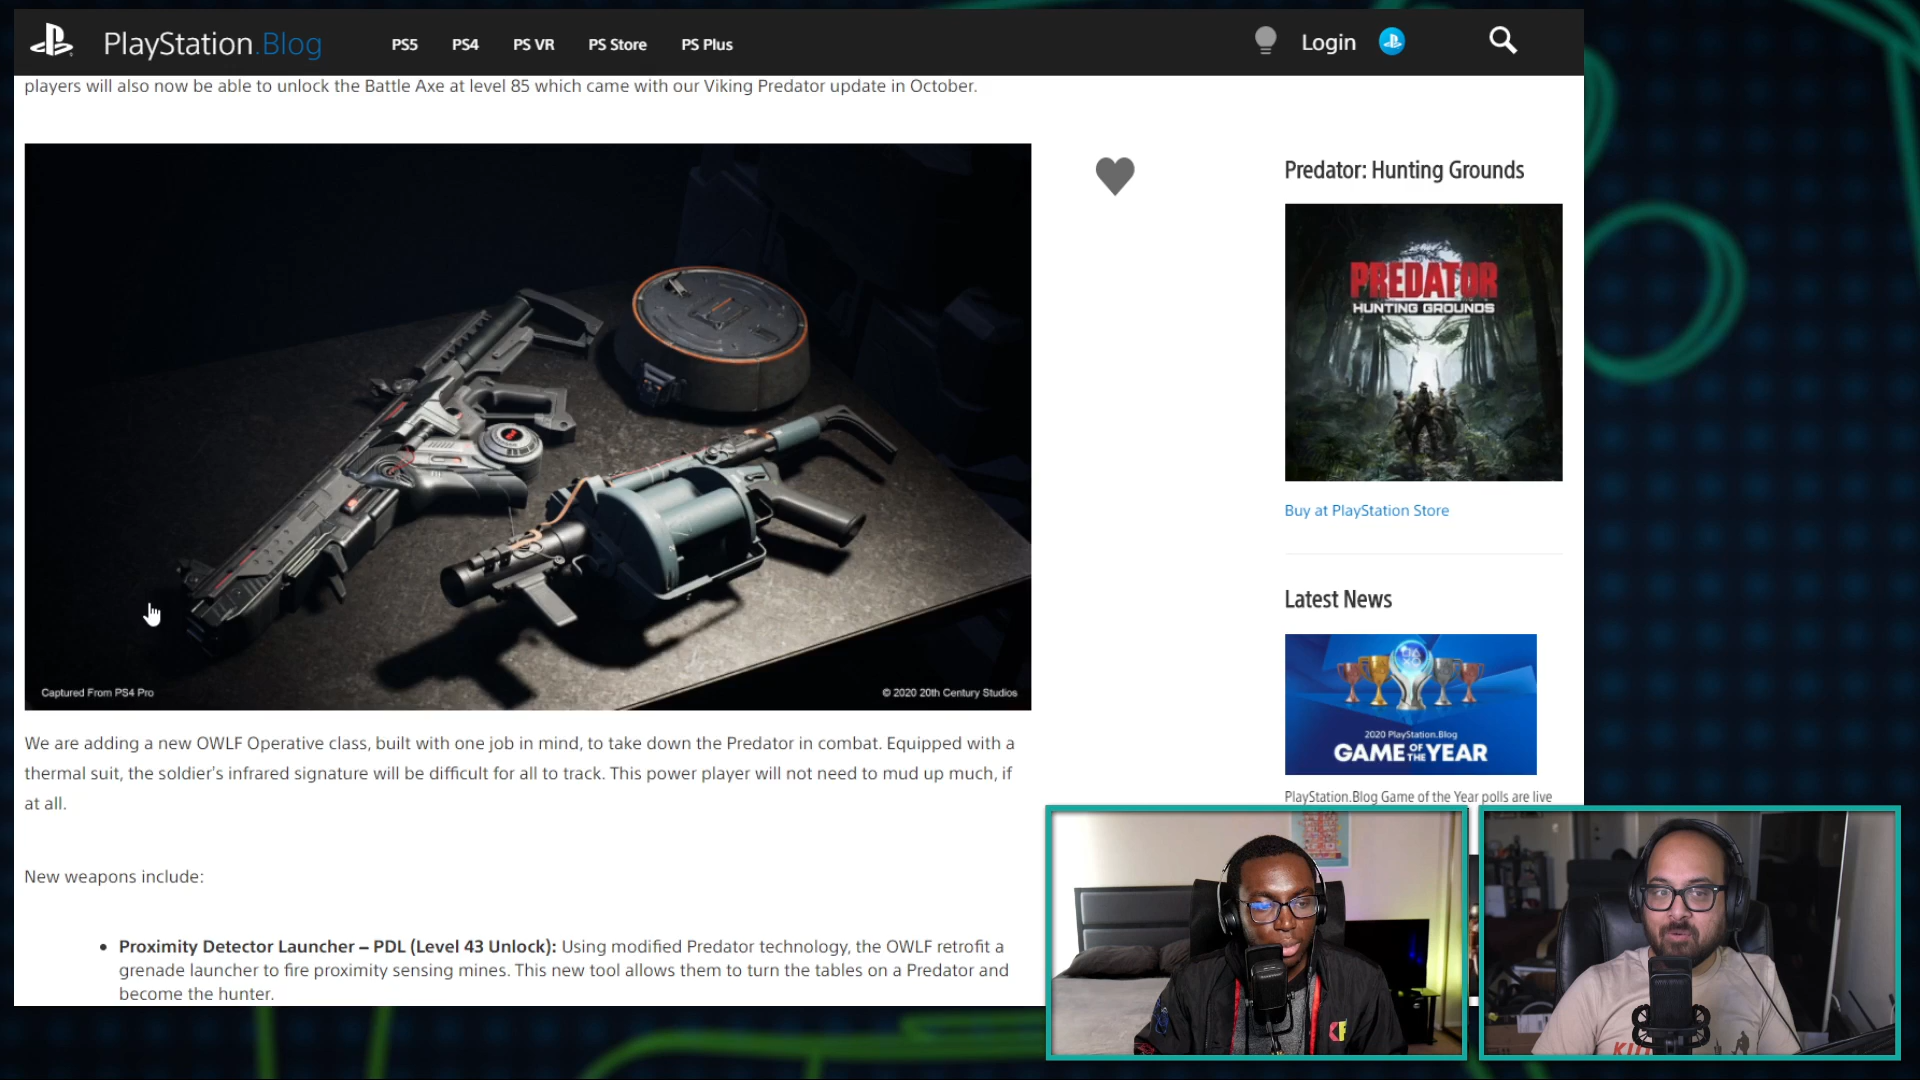 PlayStation.Blog PS5 PS4 PS VR PS Store PS Plus Login
players will also now be able to unlock the Battle Axe at level 85 which came with our Viking Predator update in October.
Predator: Hunting Grounds
PREDATOR
HUNTING GROUNDS
Buy at PlayStation Store
Latest News
2020 PlayStation.Blog
GAME OF THE YEAR
PlayStation.Blog Game of the Year polls are live
Captured From PS4 Pro
© 2020 20th Century Studios
We are adding a new OWLF Operative class, built with one job in mind, to take down the Predator in combat. Equipped with a
thermal suit, the soldier's infrared signature will be difficult for all to track. This power player will not need to mud up much, if
at all.
New weapons include:
• Proximity Detector Launcher – PDL (Level 43 Unlock): Using modified Predator technology, the OWLF retrofit a
grenade launcher to fire proximity sensing mines. This new tool allows them to turn the tables on a Predator and
become the hunter.